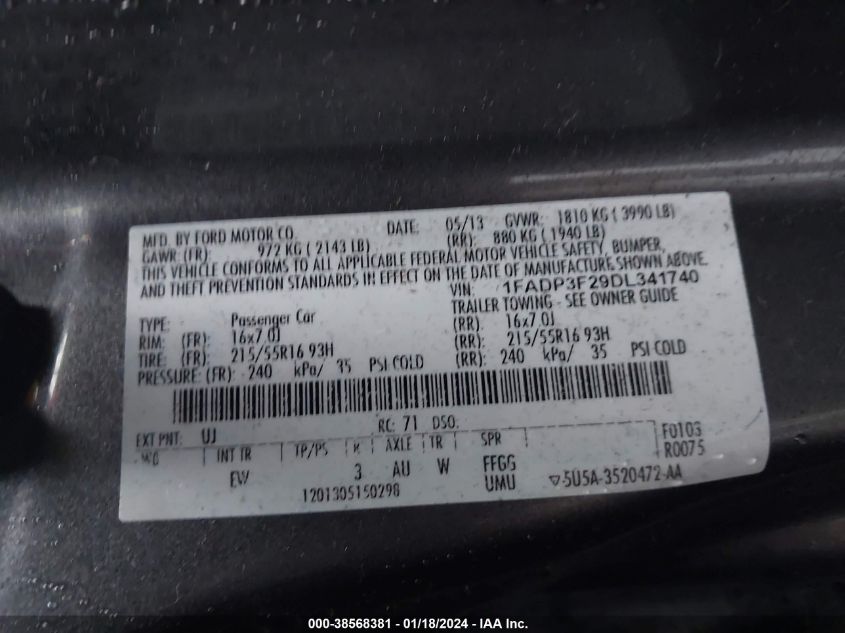 MFD. BY FORD MOTOR CO. DATE: 05/13 GVWR: 1810 KG ( 3990 LB)
GAWR: (FR): 972 KG ( 2143 LB) (RR): 880 KG ( 1940 LB)
THIS VEHICLE CONFORMS TO ALL APPLICABLE FEDERAL MOTOR VEHICLE SAFETY, BUMPER,
AND THEFT PREVENTION STANDARDS IN EFFECT ON THE DATE OF MANUFACTURE SHOWN ABOVE.
VIN: 1FADP3F29DL341740
TYPE: Passenger Car TRAILER TOWING - SEE OWNER GUIDE
RIM: (FR): 16x7.0J (RR): 16x7.0J
TIRE: (FR): 215/55R16 93H (RR): 215/55R16 93H
PRESSURE: (FR): 240 kPa/ 35 PSI COLD (RR): 240 kPa/ 35 PSI COLD
EXT PNT: UJ RC: 71 DSO: F0103
INT TR TP/PS R AXLE TR SPR R0075
EW 3 AU W FFGG
1201305150298 UMU 5U5A-3520472-AA
000-38568381 - 01/18/2024 - IAA Inc.